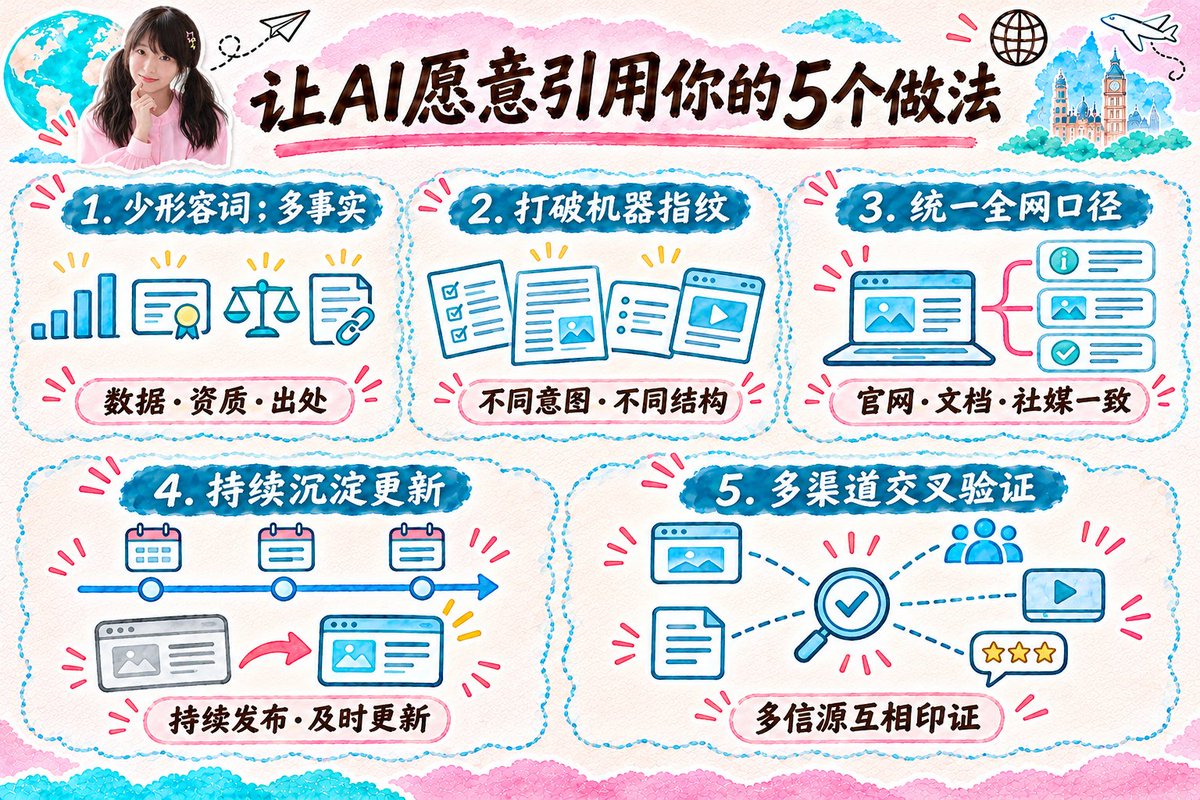 让AI愿意引用你的5个做法
1. 少形容词；多事实
数据·资质·出处
2. 打破机器指纹
不同意图·不同结构
3. 统一全网口径
官网·文档·社媒一致
4. 持续沉淀更新
持续发布·及时更新
5. 多渠道交叉验证
多信源互相印证